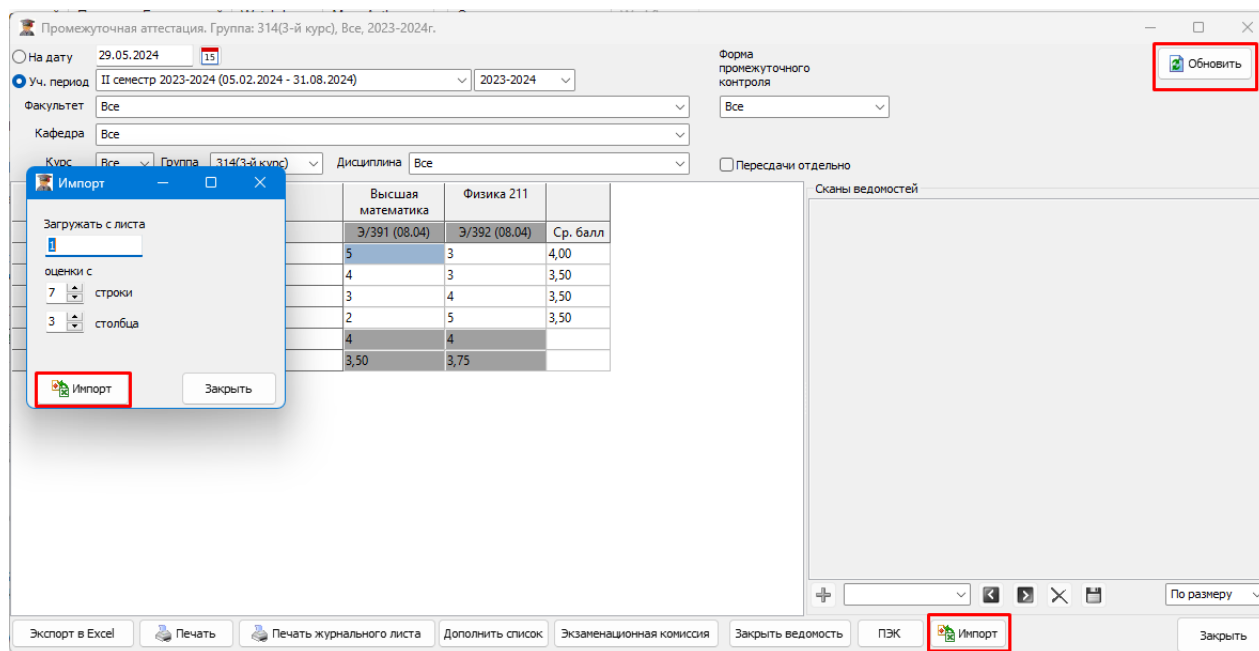 Промежуточная аттестация. Группа: 314(3-й курс), Все, 2023-2024г.
На дату 29.05.2024 15
Уч. период II семестр 2023-2024 (05.02.2024 - 31.08.2024) 2023-2024
Форма
промежуточного
контроля
Обновить
Факультет Все
Все
Кафедра Все
Курс Все Группа 314(3-й курс) Дисциплина Все
Пересдачи отдельно
Импорт
Загружать с листа
1
оценки с
7 строки
3 столбца
Импорт Закрыть
Высшая
математика
Физика 211
Э/391 (08.04) Э/392 (08.04) Ср. балл
5 3 4,00
4 3 3,50
3 4 3,50
2 5 3,50
4 4
3,50 3,75
Сканы ведомостей
По размеру
Экспорт в Excel Печать Печать журнального листа Дополнить список Экзаменационная комиссия Закрыть ведомость ПЭК Импорт Закрыть